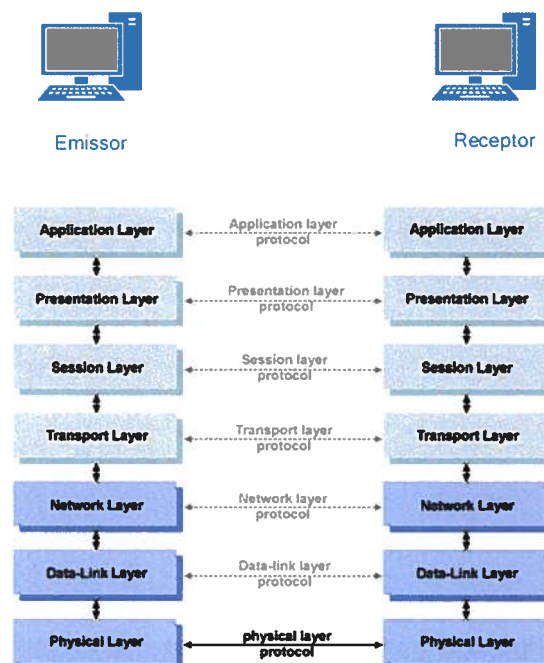 Emissor
Receptor
Application Layer
Application layer
protocol
Application Layer
Presentation Layer
Presentation layer
protocol
Presentation Layer
Session Layer
Session layer
protocol
Session Layer
Transport Layer
Transport layer
protocol
Transport Layer
Network Layer
Network layer
protocol
Network Layer
Data-Link Layer
Data-link layer
protocol
Data-Link Layer
Physical Layer
physical layer
protocol
Physical Layer